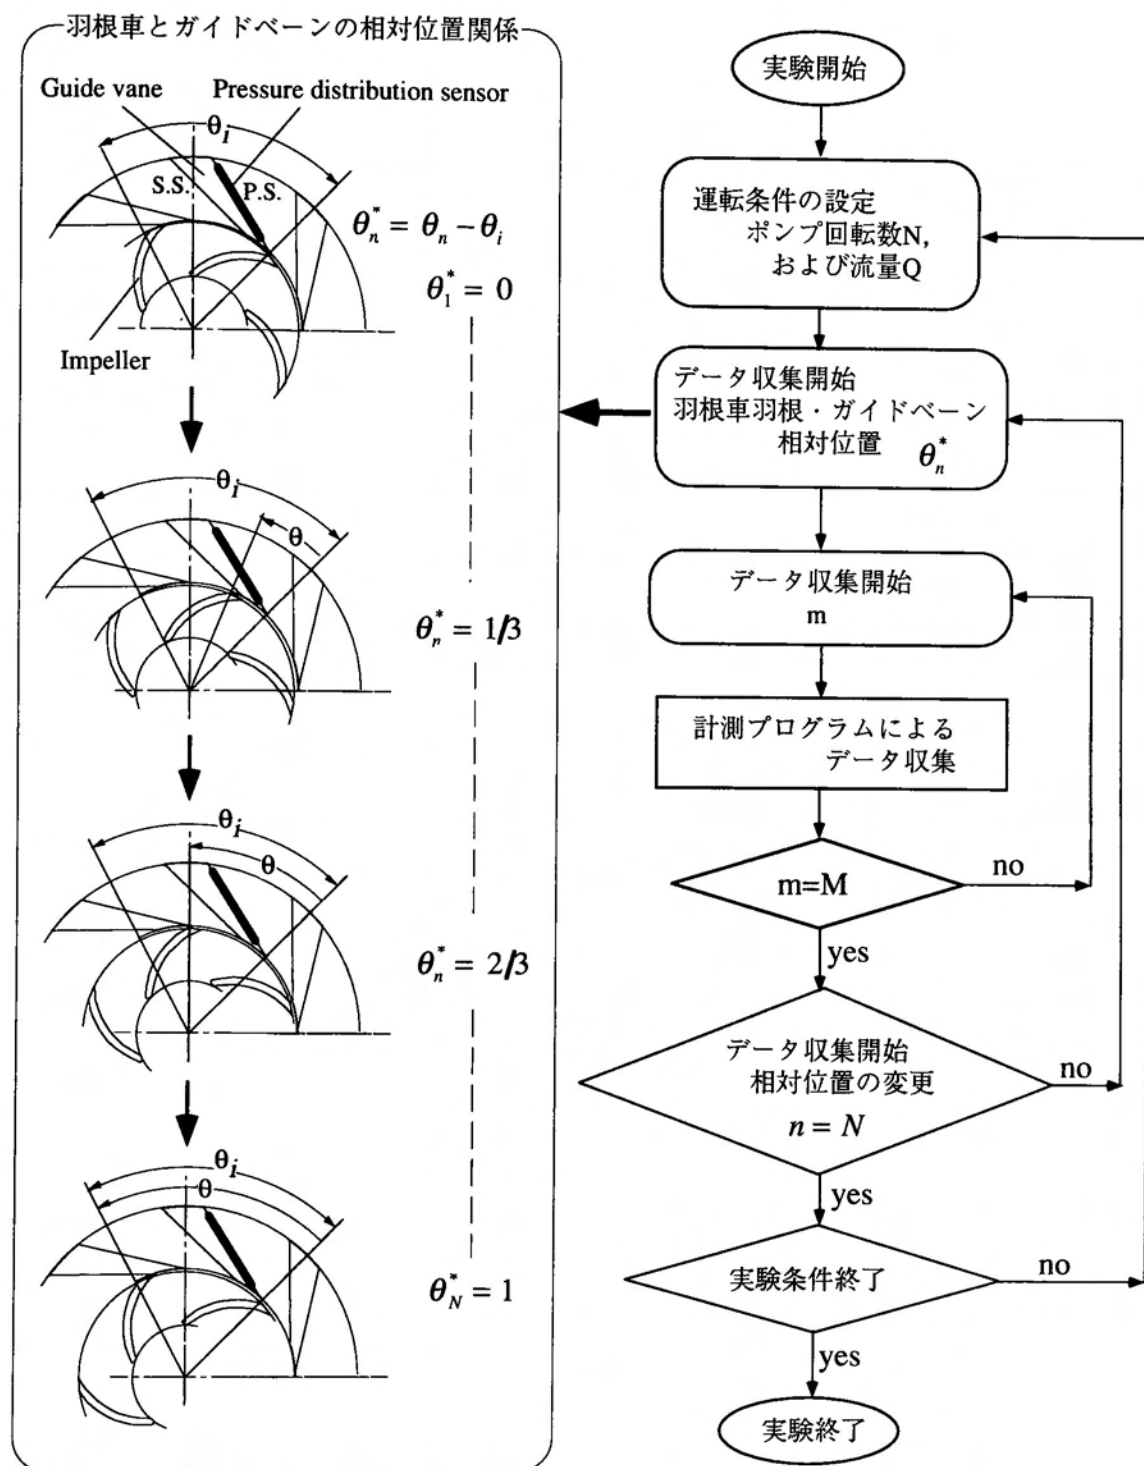 羽根車とガイドベーンの相対位置関係
Guide vane
Pressure distribution sensor
θi
S.S.
P.S.
θn* = θn − θi
θ1* = 0
Impeller
θi
θ
θn* = 1/3
θi
θ
θn* = 2/3
θi
θ
θN* = 1
実験開始
運転条件の設定
ポンプ回転数N,
および流量Q
データ収集開始
羽根車羽根・ガイドベーン
相対位置 θn*
データ収集開始
m
計測プログラムによる
データ収集
m=M
no
yes
データ収集開始
相対位置の変更
n = N
no
yes
実験条件終了
no
yes
実験終了